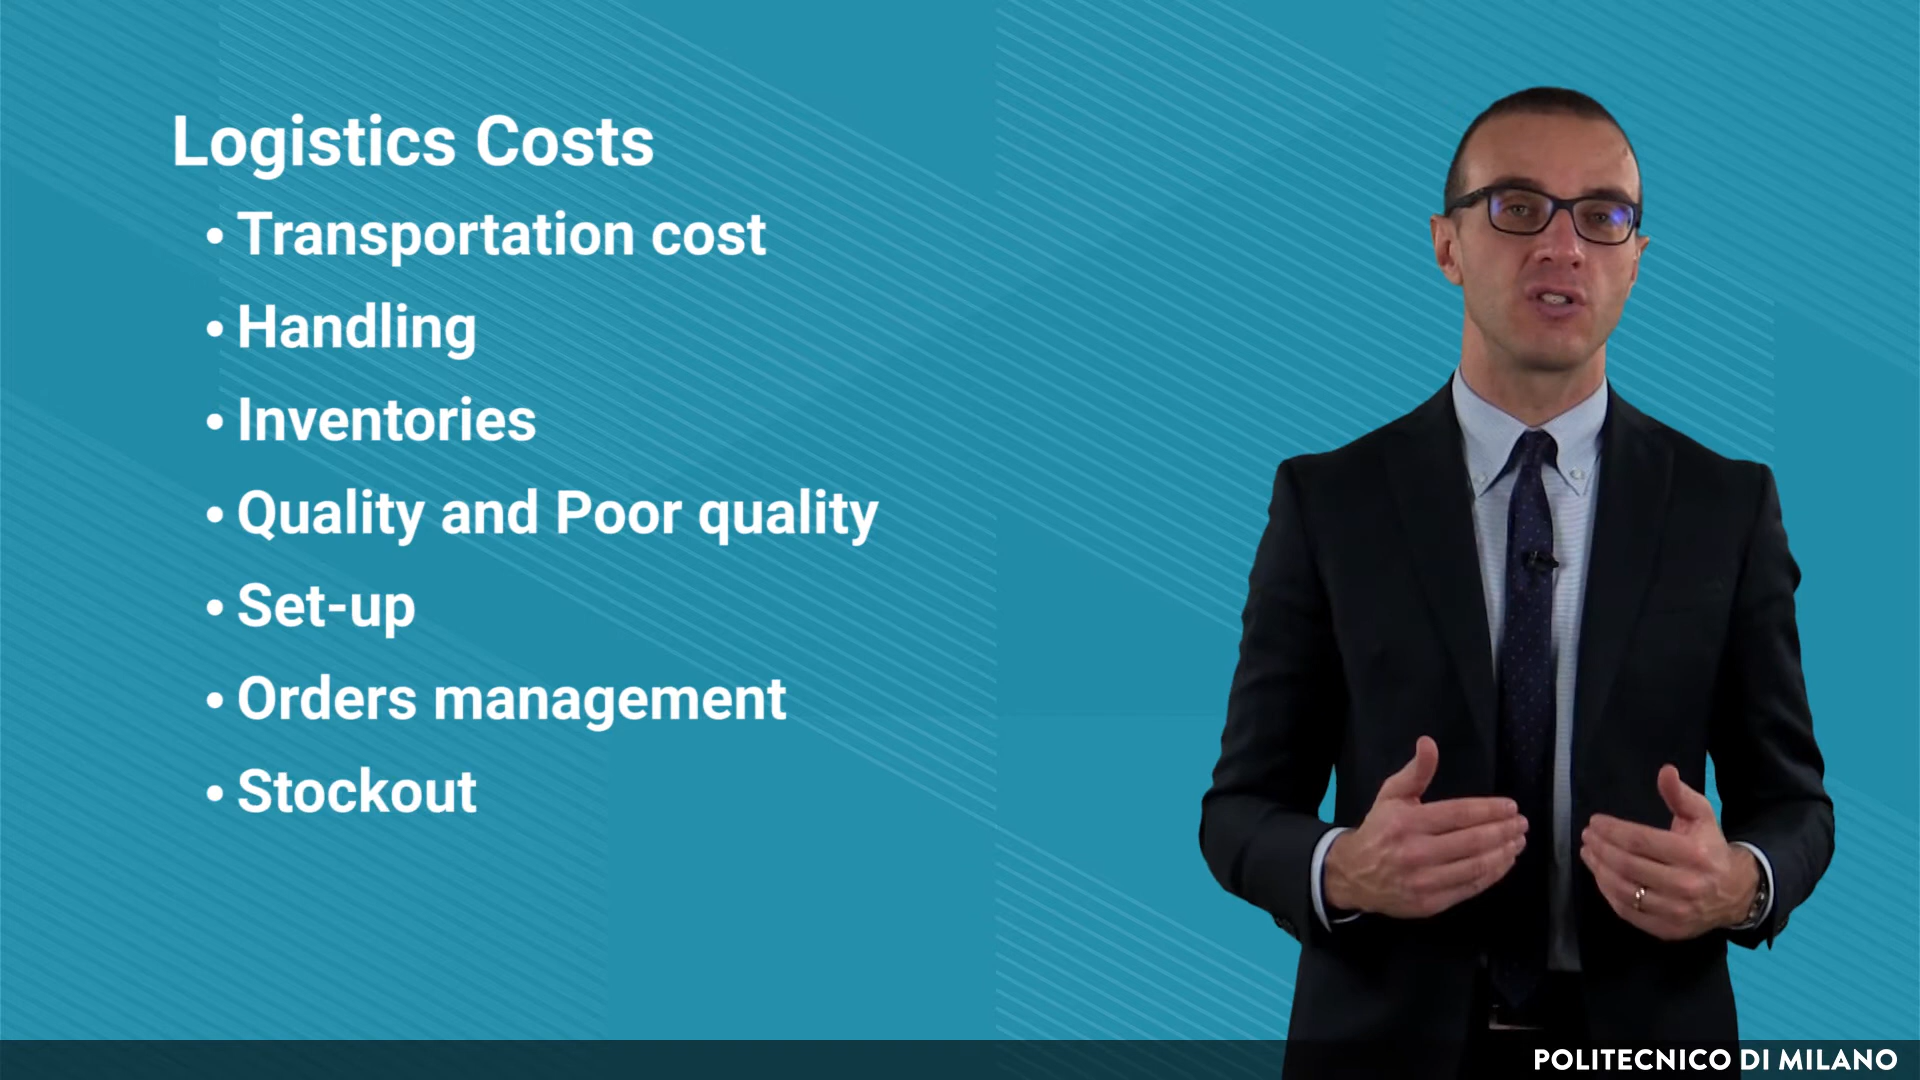 Logistics Costs
• Transportation cost
• Handling
• Inventories
• Quality and Poor quality
• Set-up
• Orders management
• Stockout
POLITECNICO DI MILANO